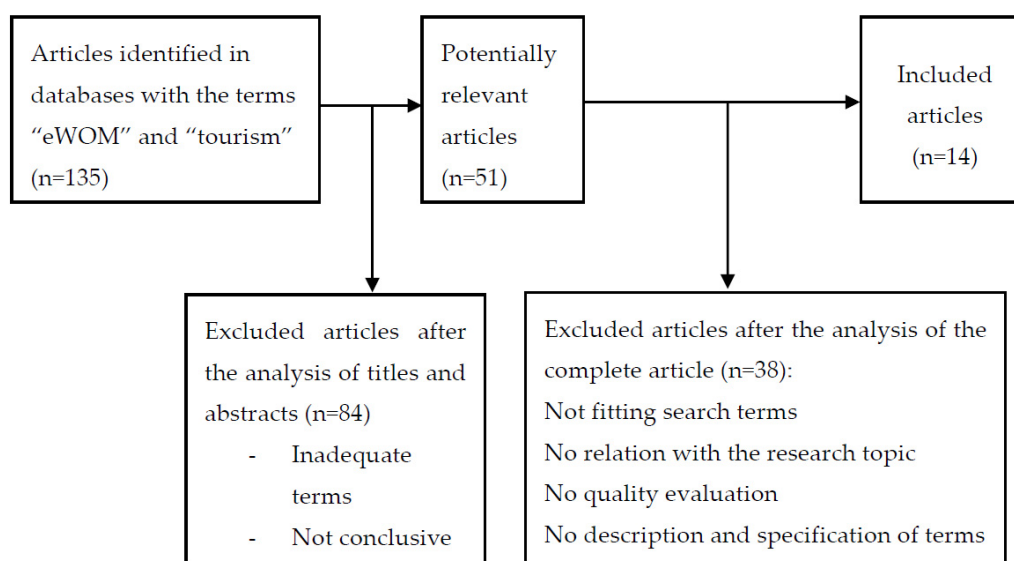 Articles identified in
databases with the terms
“eWOM” and “tourism”
(n=135)
Potentially
relevant
articles
(n=51)
Included
articles
(n=14)
Excluded articles after
the analysis of titles and
abstracts (n=84)
- Inadequate
terms
- Not conclusive
Excluded articles after the analysis of the
complete article (n=38):
Not fitting search terms
No relation with the research topic
No quality evaluation
No description and specification of terms